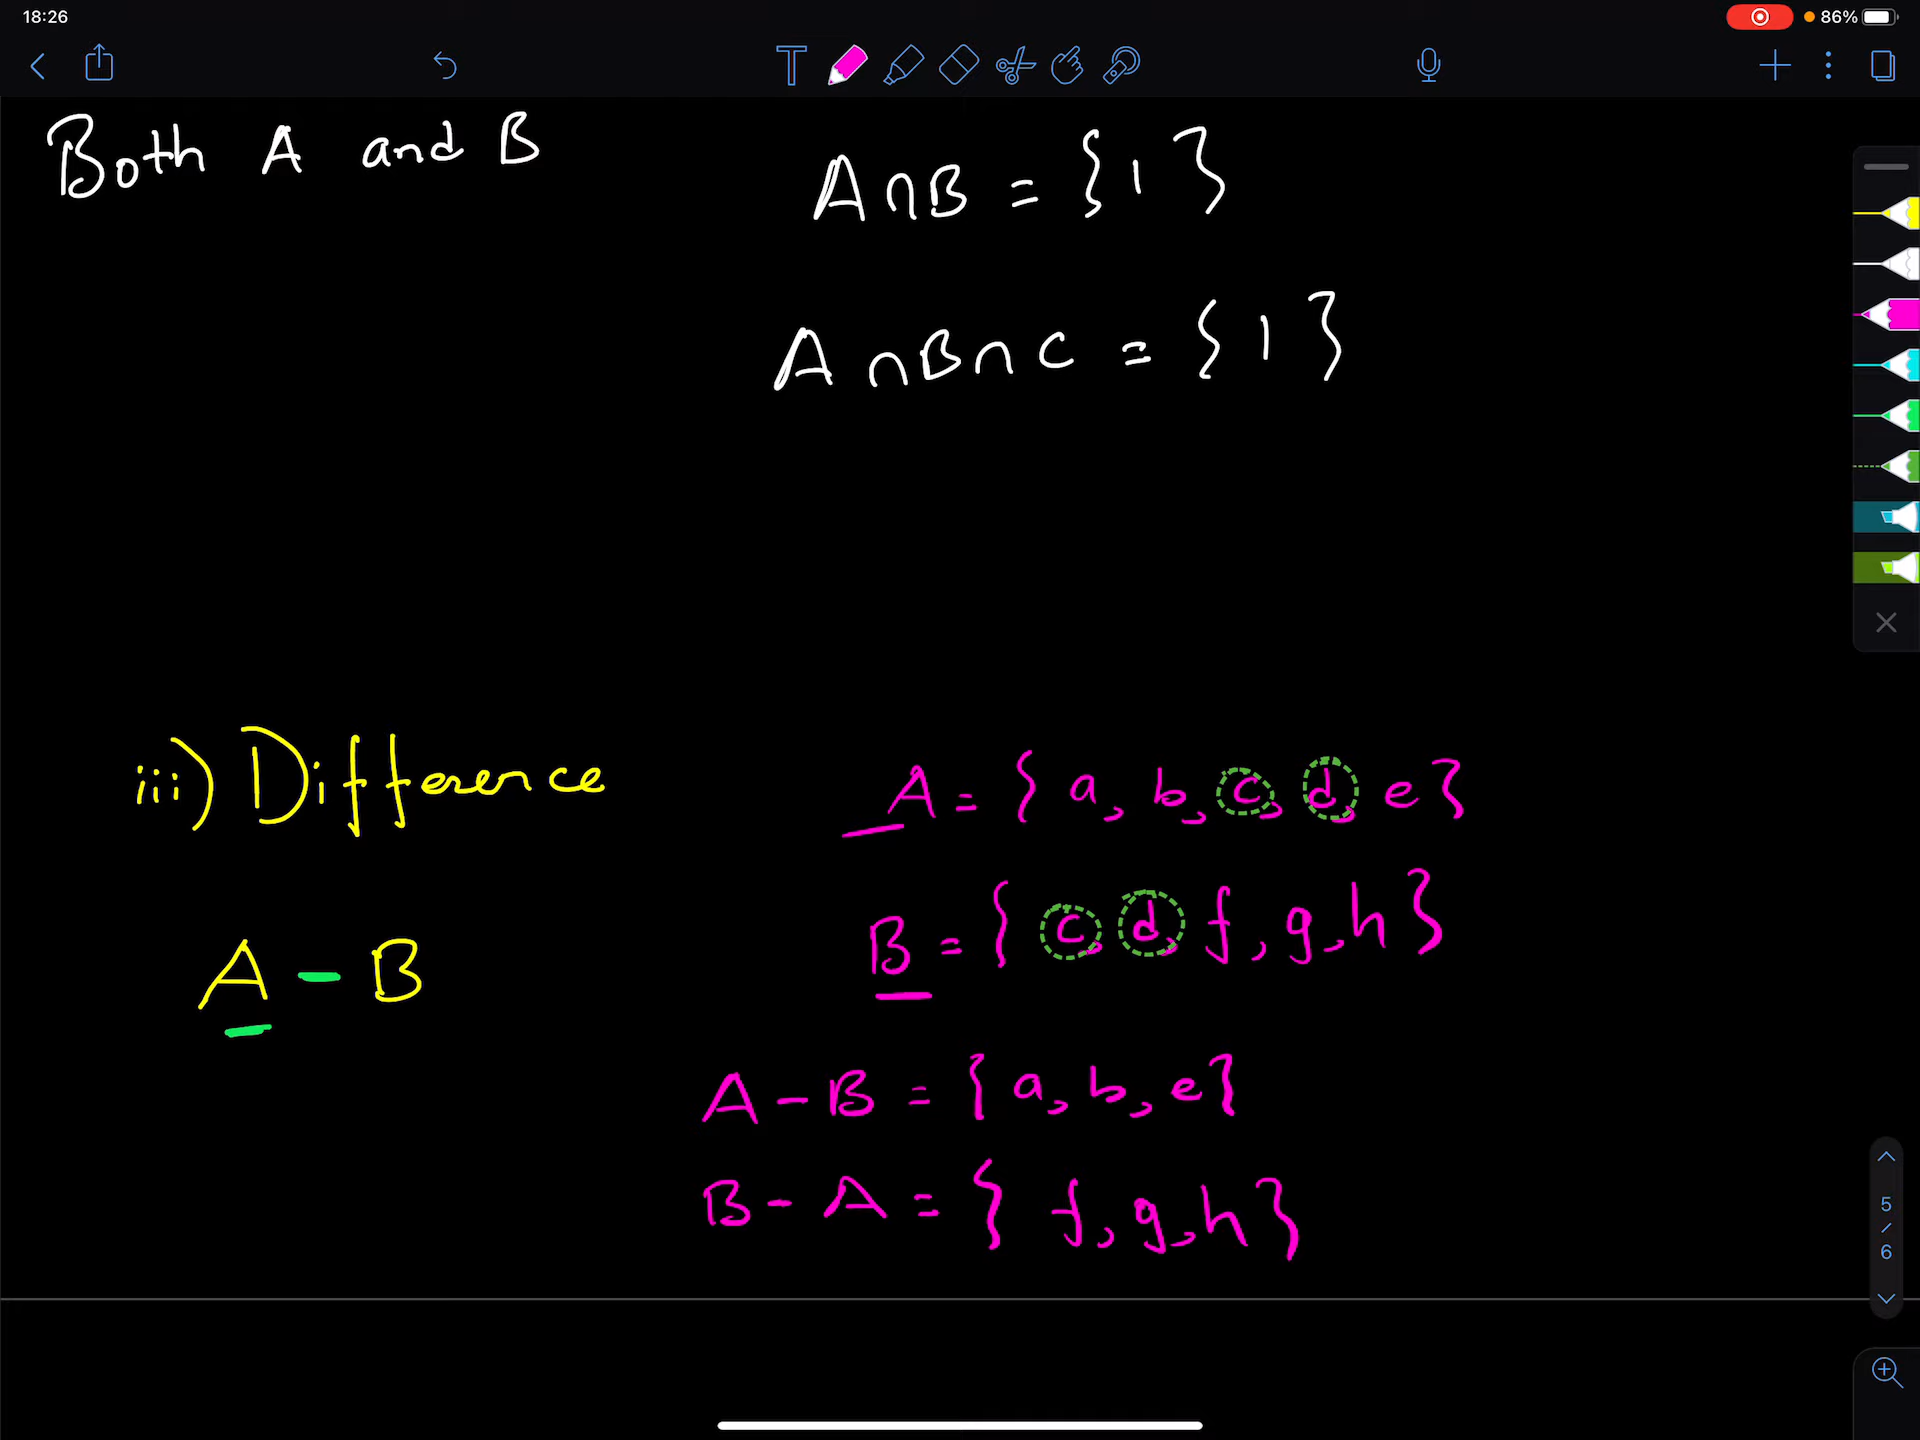 18:26
86%
Both A and B
A∩B = {1}
A∩B∩C = {1}
iii) Difference
A = {a, b, c, d, e}
B = {c, d, f, g, h}
A - B
A - B = {a, b, e}
B - A = {f, g, h}
5
/
6